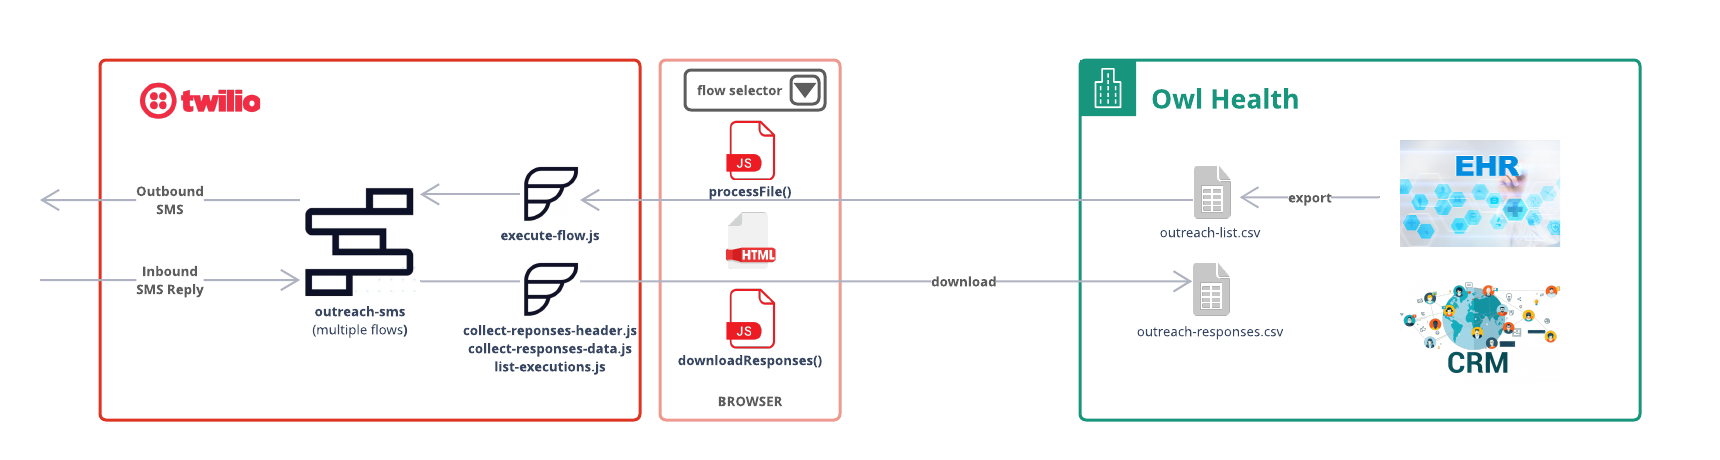 twilio
Outbound
SMS
Inbound
SMS Reply
outreach-sms
(multiple flows)
execute-flow.js
collect-reponses-header.js
collect-responses-data.js
list-executions.js
flow selector
JS
processFile()
HTML
JS
downloadResponses()
BROWSER
download
Owl Health
outreach-list.csv
export
EHR
outreach-responses.csv
CRM